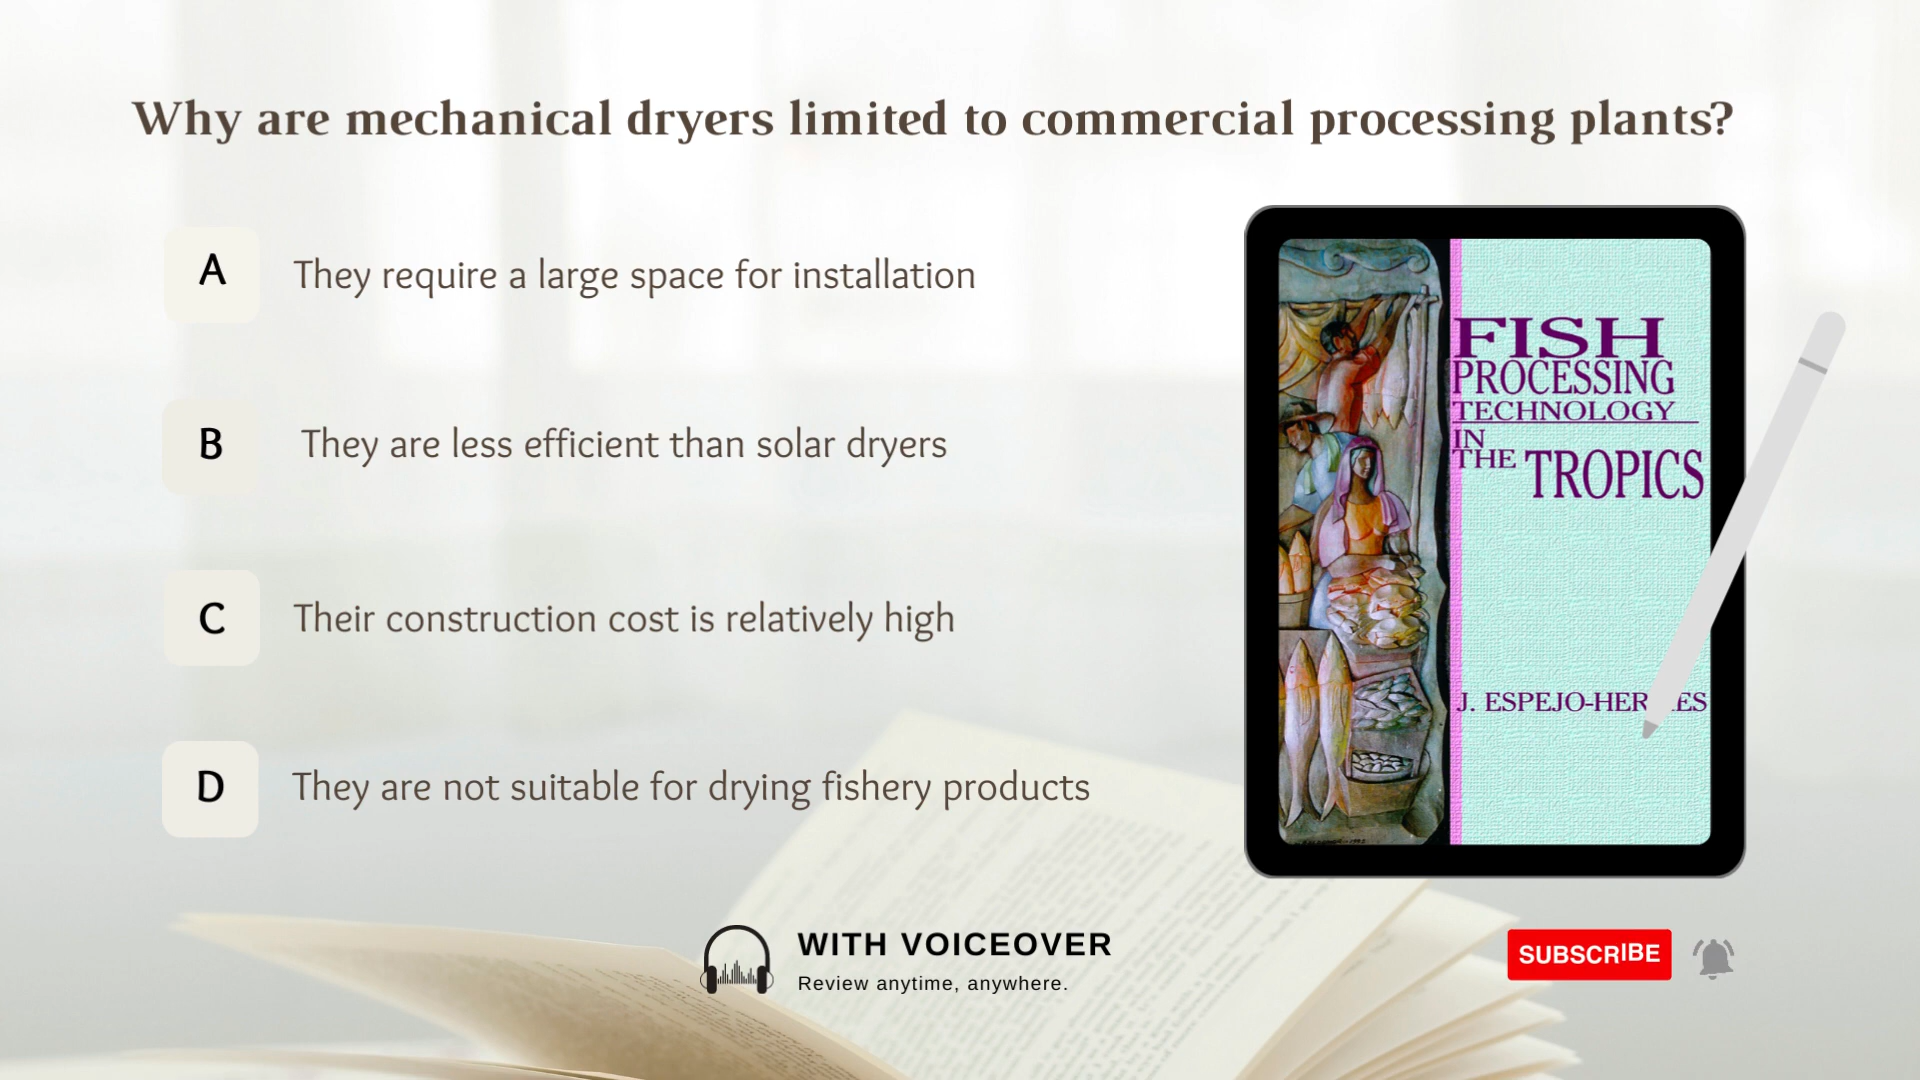 Why are mechanical dryers limited to commercial processing plants?
A
They require a large space for installation
B
They are less efficient than solar dryers
C
Their construction cost is relatively high
D
They are not suitable for drying fishery products
FISH
PROCESSING
TECHNOLOGY
IN
THE TROPICS
WITH VOICEOVER
Review anytime, anywhere.
SUBSCRIBE
J.